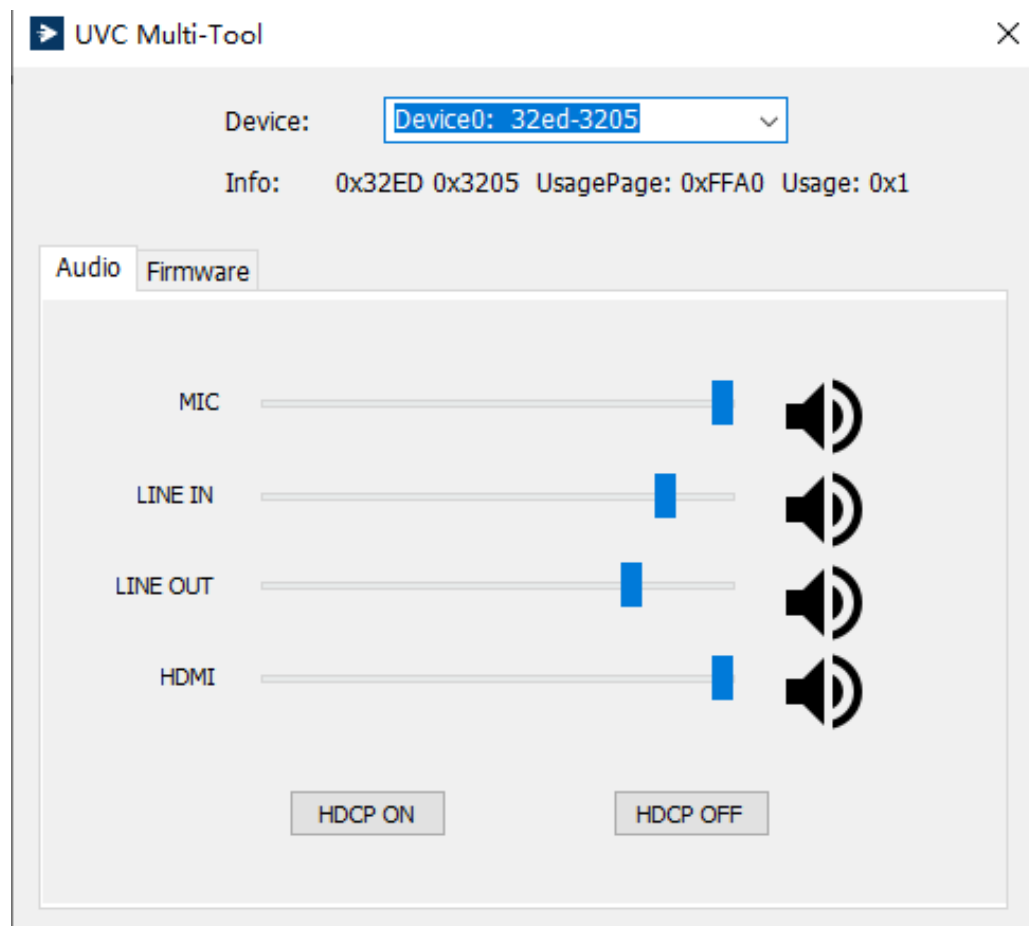 UVC Multi-Tool
Device: Device0: 32ed-3205
Info: 0x32ED 0x3205 UsagePage: 0xFFA0 Usage: 0x1
Audio Firmware
MIC
LINE IN
LINE OUT
HDMI
HDCP ON HDCP OFF